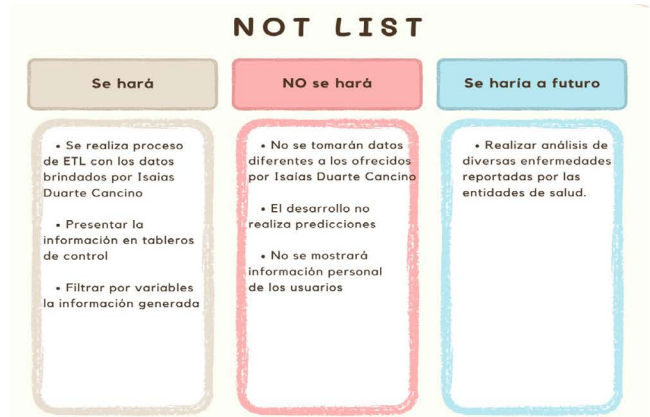 NOT LIST
Se hará
• Se realiza proceso
de ETL con los datos
brindados por Isaias
Duarte Cancino
• Presentar la
información en tableros
de control
• Filtrar por variables
la información generada
NO se hará
• No se tomarán datos
diferentes a los ofrecidos
por Isaías Duarte Cancino
• El desarrollo no
realiza predicciones
• No se mostrará
información personal
de los usuarios
Se haria a futuro
• Realizar análisis de
diversas enfermedades
reportadas por las
entidades de salud.